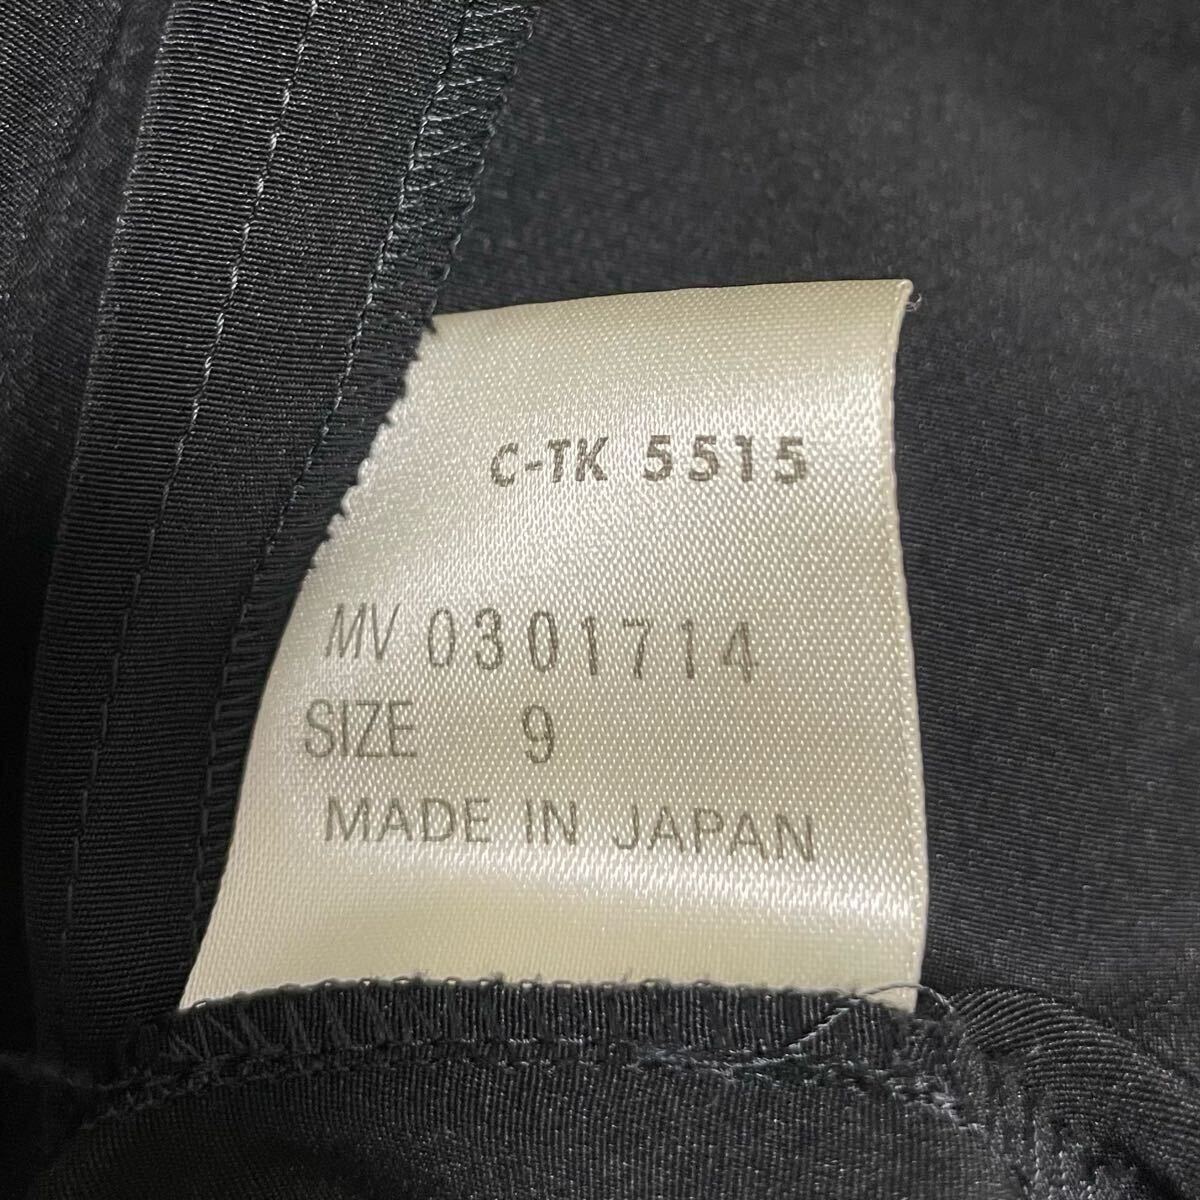 C-TK 5515
MV 0301714
SIZE 9
MADE IN JAPAN